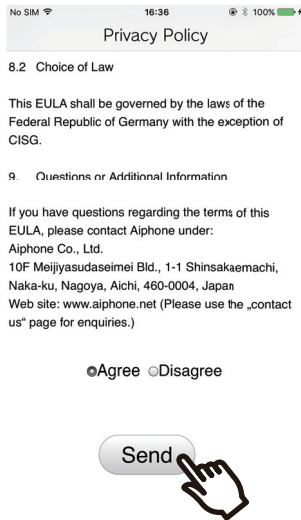 No SIM 16:36 100%
Privacy Policy
8.2 Choice of Law
This EULA shall be governed by the laws of the
Federal Republic of Germany with the exception of
CISG.
9. Questions or Additional Information
If you have questions regarding the terms of this
EULA, please contact Aiphone under:
Aiphone Co., Ltd.
10F Meijiyasudaseimei Bld., 1-1 Shinsakaemachi,
Naka-ku, Nagoya, Aichi, 460-0004, Japan
Web site: www.aiphone.net (Please use the „contact
us“ page for enquiries.)
Agree Disagree
Send